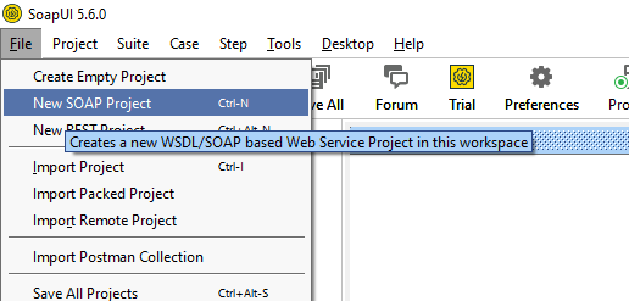 SoapUI 5.6.0
File Project Suite Case Step Tools Desktop Help
Create Empty Project
All Forum Trial Preferences
New SOAP Project Ctrl-N
New REST Project Ctrl+Alt-N
Creates a new WSDL/SOAP based Web Service Project in this workspace
Import Project Ctrl-I
Import Packed Project
Import Remote Project
Import Postman Collection
Save All Projects Ctrl+Alt-S